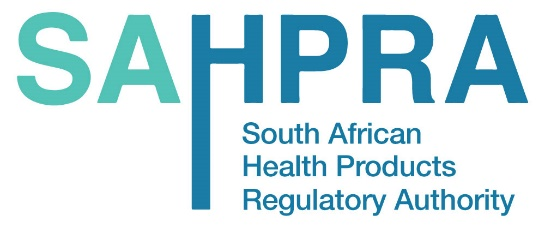 SAHPRA
South African
Health Products
Regulatory Authority